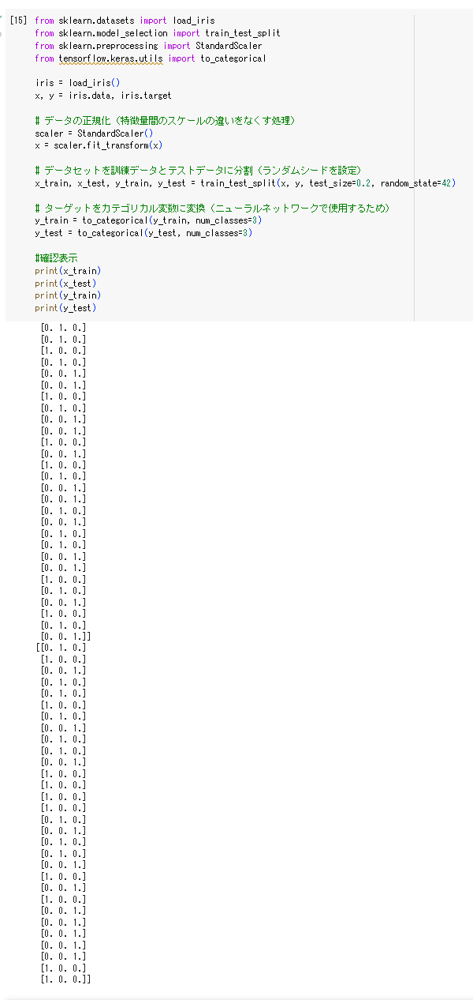 [15] from sklearn.datasets import load_iris
from sklearn.model_selection import train_test_split
from sklearn.preprocessing import StandardScaler
from tensorflow.keras.utils import to_categorical
iris = load_iris()
x, y = iris.data, iris.target
# データの正規化（特徴量間のスケールの違いをなくす処理）
scaler = StandardScaler()
x = scaler.fit_transform(x)
# データセットを訓練データとテストデータに分割（ランダムシードを設定）
x_train, x_test, y_train, y_test = train_test_split(x, y, test_size=0.2, random_state=42)
# ターゲットをカテゴリカル変数に変換（ニューラルネットワークで使用するため）
y_train = to_categorical(y_train, num_classes=3)
y_test = to_categorical(y_test, num_classes=3)
#確認表示
print(x_train)
print(x_test)
print(y_train)
print(y_test)
[0. 1. 0.]
[0. 1. 0.]
[1. 0. 0.]
[0. 1. 0.]
[0. 0. 1.]
[0. 0. 1.]
[1. 0. 0.]
[0. 1. 0.]
[0. 0. 1.]
[0. 0. 1.]
[1. 0. 0.]
[0. 0. 1.]
[1. 0. 0.]
[0. 1. 0.]
[0. 0. 1.]
[0. 0. 1.]
[0. 1. 0.]
[0. 0. 1.]
[0. 1. 0.]
[0. 1. 0.]
[0. 0. 1.]
[0. 0. 1.]
[1. 0. 0.]
[0. 1. 0.]
[0. 0. 1.]
[1. 0. 0.]
[0. 1. 0.]
[0. 0. 1.]]
[[0. 1. 0.]
[1. 0. 0.]
[0. 0. 1.]
[0. 1. 0.]
[0. 1. 0.]
[1. 0. 0.]
[0. 1. 0.]
[0. 0. 1.]
[0. 1. 0.]
[0. 1. 0.]
[0. 0. 1.]
[1. 0. 0.]
[1. 0. 0.]
[1. 0. 0.]
[1. 0. 0.]
[0. 1. 0.]
[0. 0. 1.]
[0. 1. 0.]
[0. 1. 0.]
[0. 0. 1.]
[1. 0. 0.]
[0. 0. 1.]
[1. 0. 0.]
[0. 0. 1.]
[0. 0. 1.]
[0. 0. 1.]
[0. 0. 1.]
[0. 0. 1.]
[1. 0. 0.]
[1. 0. 0.]]